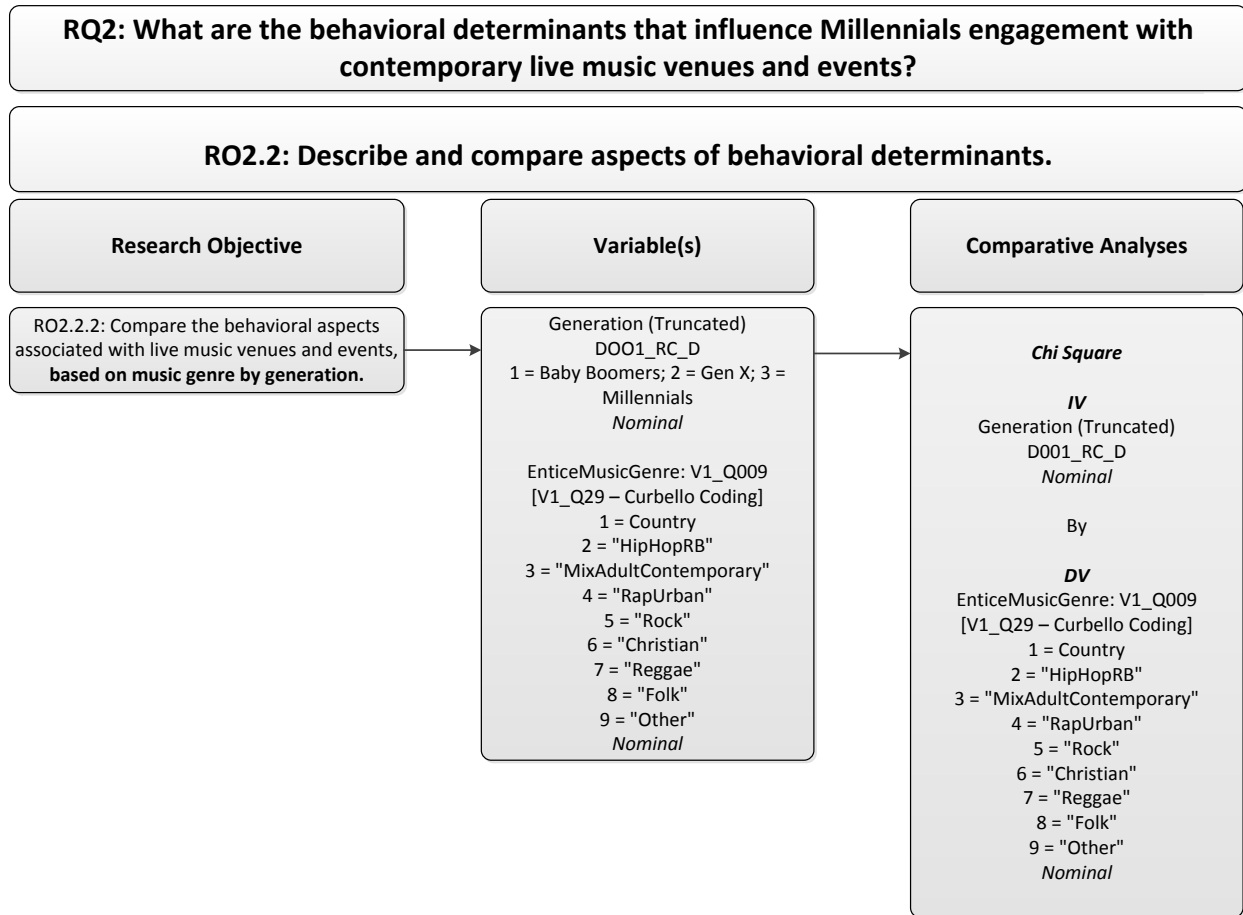 RQ2: What are the behavioral determinants that influence Millennials engagement with
contemporary live music venues and events?
RO2.2: Describe and compare aspects of behavioral determinants.
Research Objective
Variable(s)
Comparative Analyses
RO2.2.2: Compare the behavioral aspects
associated with live music venues and events,
based on music genre by generation.
Generation (Truncated)
DOO1_RC_D
1 = Baby Boomers; 2 = Gen X; 3 =
Millennials
Nominal
EnticeMusicGenre: V1_Q009
[V1_Q29 – Curbello Coding]
1 = Country
2 = "HipHopRB"
3 = "MixAdultContemporary"
4 = "RapUrban"
5 = "Rock"
6 = "Christian"
7 = "Reggae"
8 = "Folk"
9 = "Other"
Nominal
Chi Square
IV
Generation (Truncated)
D001_RC_D
Nominal
By
DV
EnticeMusicGenre: V1_Q009
[V1_Q29 – Curbello Coding]
1 = Country
2 = "HipHopRB"
3 = "MixAdultContemporary"
4 = "RapUrban"
5 = "Rock"
6 = "Christian"
7 = "Reggae"
8 = "Folk"
9 = "Other"
Nominal